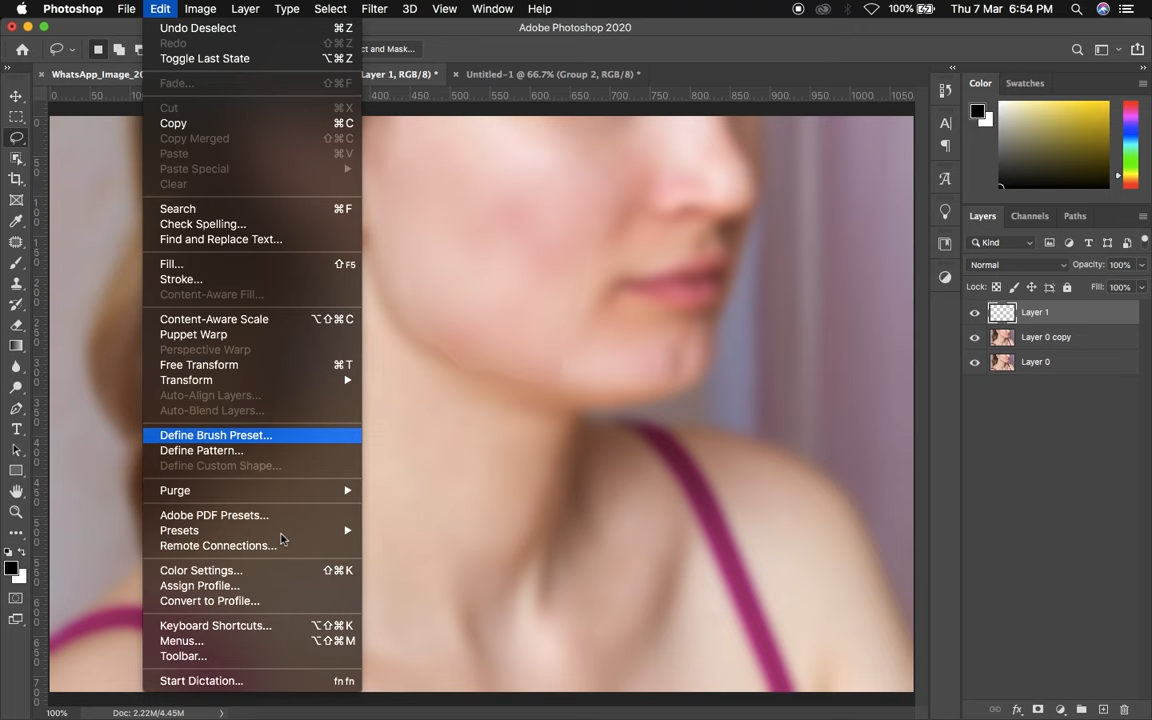 Photoshop File Edit Image Layer Type Select Filter 3D View Window Help 100% Thu 7 Mar 6:54 PM
Adobe Photoshop 2020
ct and Mask...
× WhatsApp_Image_20 ayer 1, RGB/8) * × Untitled-1 @ 66.7% (Group 2, RGB/8) *
0 50 10 400 450 500 550 600 650 700 750 800 850 900 950 1000 1050
Undo Deselect ⌘Z
Redo ⇧⌘Z
Toggle Last State ⌥⌘Z
Fade... ⇧⌘F
Cut ⌘X
Copy ⌘C
Copy Merged ⇧⌘C
Paste ⌘V
Paste Special
Clear
Search ⌘F
Check Spelling...
Find and Replace Text...
Fill... ⇧F5
Stroke...
Content-Aware Fill...
Content-Aware Scale ⌥⇧⌘C
Puppet Warp
Perspective Warp
Free Transform ⌘T
Transform
Auto-Align Layers...
Auto-Blend Layers...
Define Brush Preset...
Define Pattern...
Define Custom Shape...
Purge
Adobe PDF Presets...
Presets
Remote Connections...
Color Settings... ⇧⌘K
Assign Profile...
Convert to Profile...
Keyboard Shortcuts... ⌥⇧⌘K
Menus... ⌥⇧⌘M
Toolbar...
Start Dictation... fn fn
Color Swatches
Layers Channels Paths
Kind
Normal Opacity: 100%
Lock: Fill: 100%
Layer 1
Layer 0 copy
Layer 0
100% Doc: 2.22M/4.45M